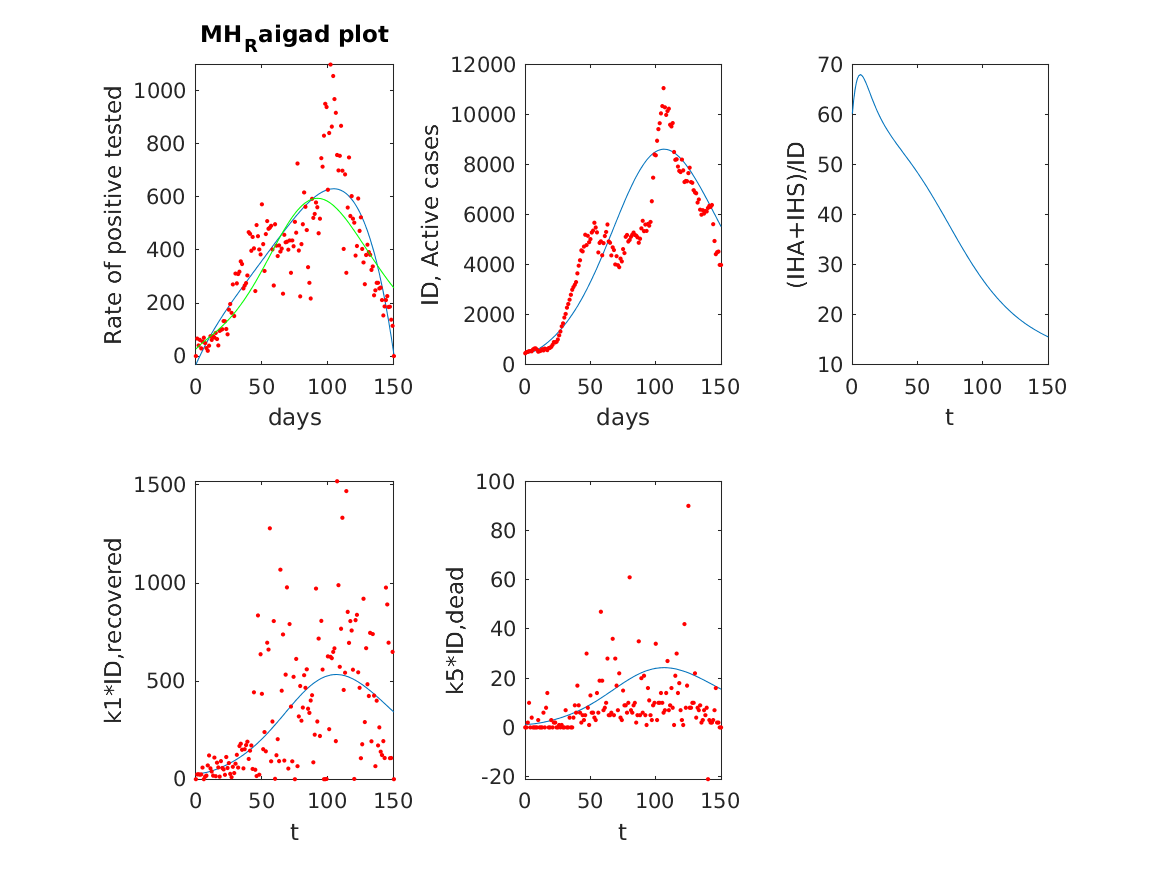 MH_Raigad plot
Rate of positive tested
0
200
400
600
800
1000
0 50 100 150
days
ID, Active cases
0
2000
4000
6000
8000
10000
12000
0 50 100 150
days
(IHA+IHS)/ID
10
20
30
40
50
60
70
0 50 100 150
t
k1*ID,recovered
0
500
1000
1500
0 50 100 150
t
k5*ID,dead
-20
0
20
40
60
80
100
0 50 100 150
t